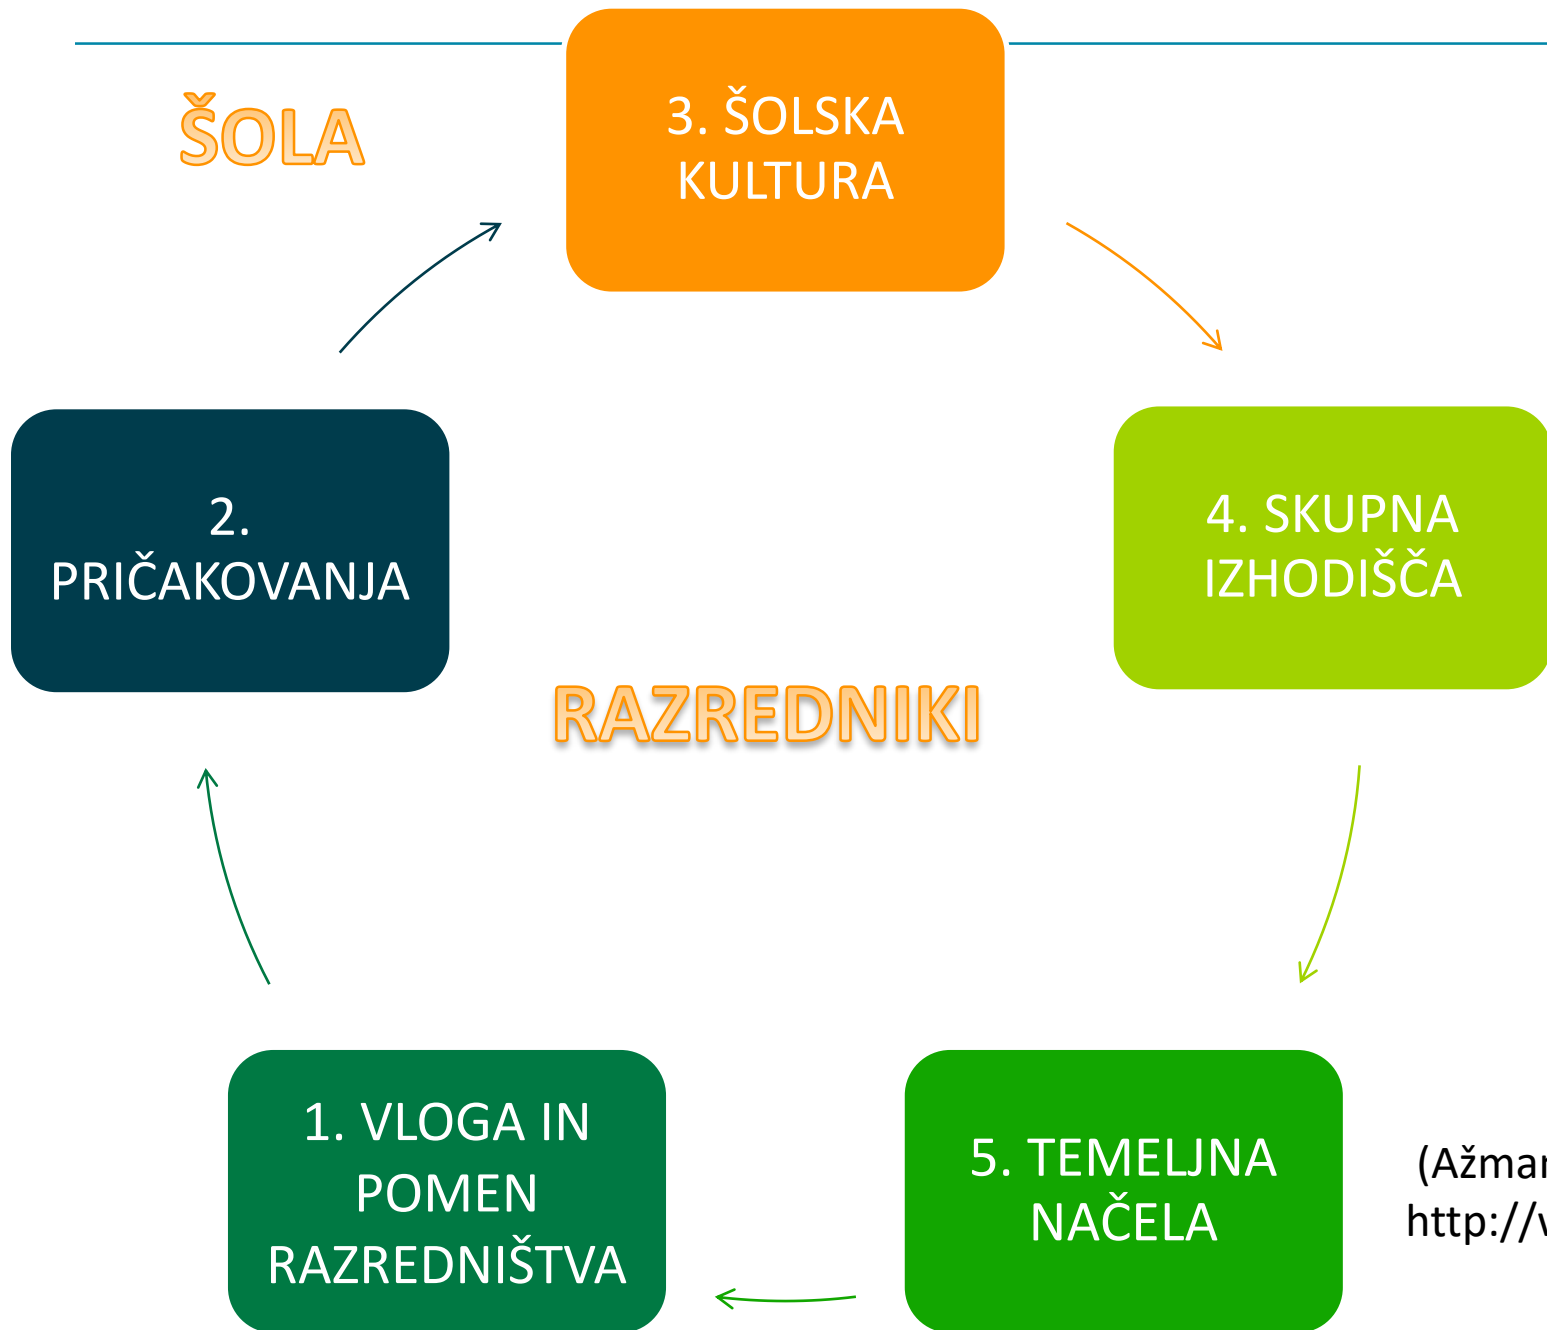 ŠOLA
3. ŠOLSKA
KULTURA
2.
PRIČAKOVANJA
4. SKUPNA
IZHODIŠČA
RAZREDNIKI
1. VLOGA IN
POMEN
RAZREDNIŠTVA
5. TEMELJNA
NAČELA